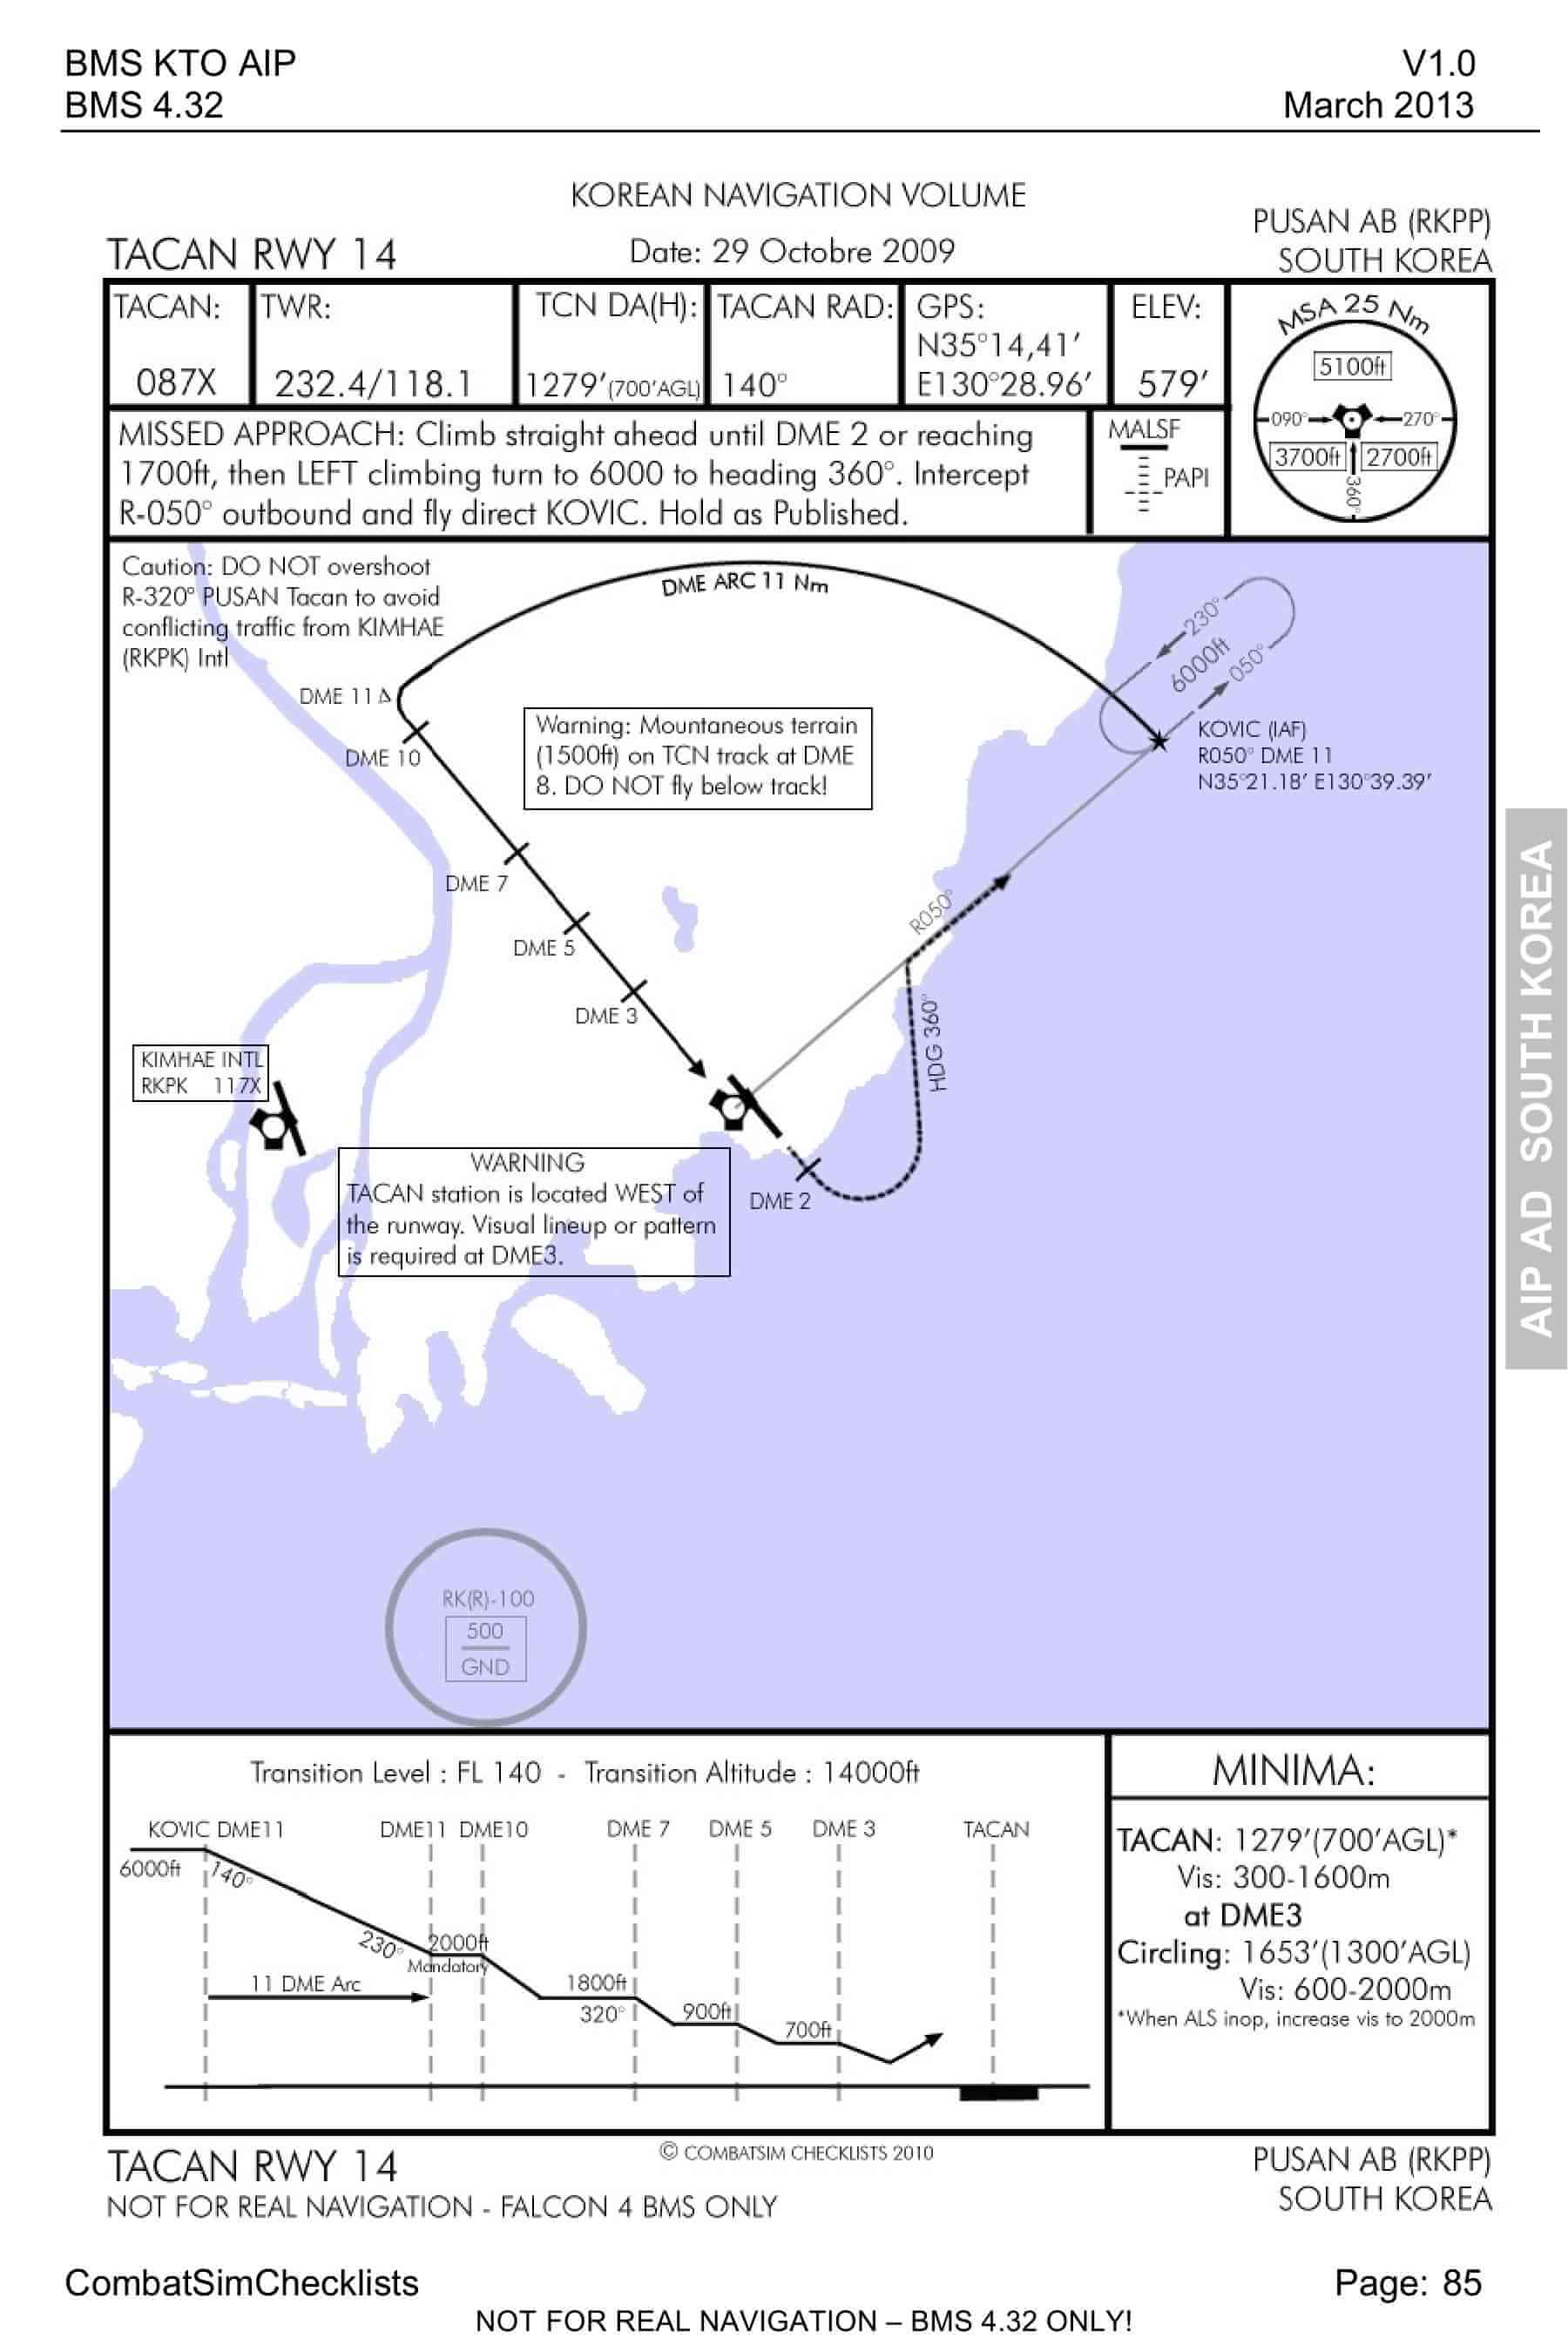 BMS KTO AIP
V1.0
BMS 4.32
March 2013
KOREAN NAVIGATION VOLUME
TACAN RWY 14
Date: 29 Octobre 2009
PUSAN AB (RKPP)
SOUTH KOREA
TACAN:
087X
TWR:
232.4/118.1
TCN DA(H):
1279′(700′AGL)
TACAN RAD:
140°
GPS:
N35°14,41′
E130°28.96′
ELEV:
579′
MSA 25 Nm
5100ft
090°
270°
3700ft
2700ft
360°
MISSED APPROACH: Climb straight ahead until DME 2 or reaching
1700ft, then LEFT climbing turn to 6000 to heading 360°. Intercept
R-050° outbound and fly direct KOVIC. Hold as Published.
MALSF
PAPI
Caution: DO NOT overshoot
R-320° PUSAN Tacan to avoid
conflicting traffic from KIMHAE
(RKPK) Intl
DME ARC 11 Nm
230°
6000ft
050°
DME 11
DME 10
Warning: Mountaneous terrain
(1500ft) on TCN track at DME
8. DO NOT fly below track!
KOVIC (IAF)
R050° DME 11
N35°21.18′ E130°39.39′
DME 7
DME 5
R050°
DME 3
HDG 360°
KIMHAE INTL
RKPK 117X
WARNING
TACAN station is located WEST of
the runway. Visual lineup or pattern
is required at DME3.
DME 2
AIP AD SOUTH KOREA
RK(R)-100
500
GND
Transition Level : FL 140 - Transition Altitude : 14000ft
KOVIC DME11
DME11
DME10
DME 7
DME 5
DME 3
TACAN
6000ft
140°
230°
2000ft
Mandatory
11 DME Arc
1800ft
320°
900ft
700ft
MINIMA:
TACAN: 1279′(700′AGL)*
Vis: 300-1600m
at DME3
Circling: 1653′(1300′AGL)
Vis: 600-2000m
*When ALS inop, increase vis to 2000m
TACAN RWY 14
© COMBATSIM CHECKLISTS 2010
PUSAN AB (RKPP)
NOT FOR REAL NAVIGATION - FALCON 4 BMS ONLY
SOUTH KOREA
CombatSimChecklists
Page: 85
NOT FOR REAL NAVIGATION – BMS 4.32 ONLY!